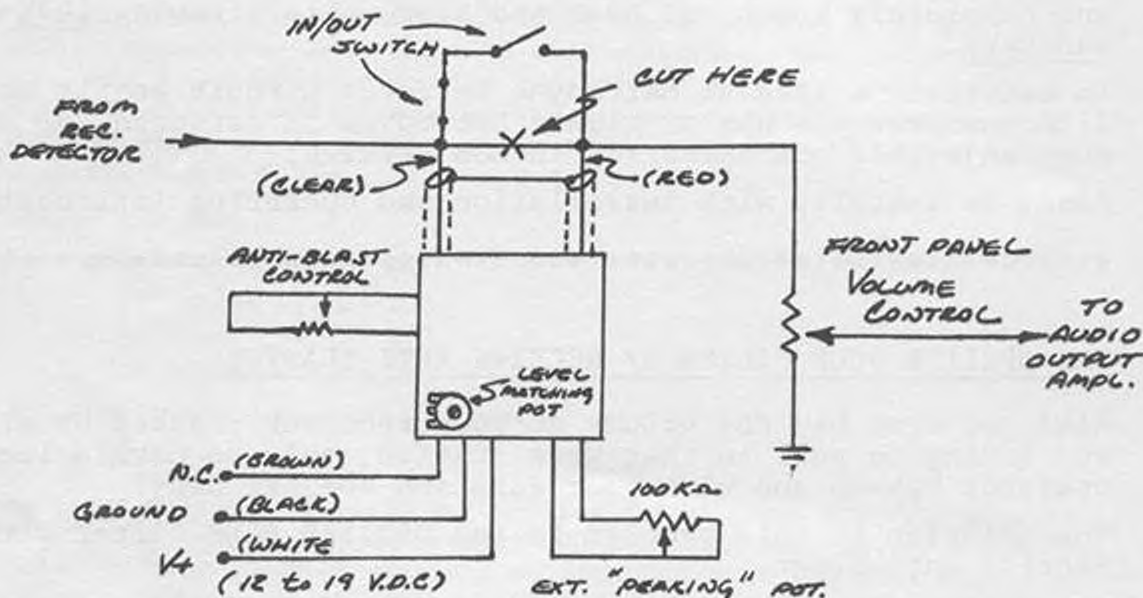 IN/OUT
SWITCH
CUT HERE
FROM
REC.
DETECTOR
(CLEAR)
(RED)
ANTI-BLAST
CONTROL
FRONT PANEL
VOLUME
CONTROL
TO
AUDIO
OUTPUT
AMPL.
LEVEL
MATCHING
POT
N.C. (BROWN)
GROUND (BLACK)
V+ (WHITE
(12 to 19 V.D.C)
100KΩ
EXT. "PEAKING" POT.